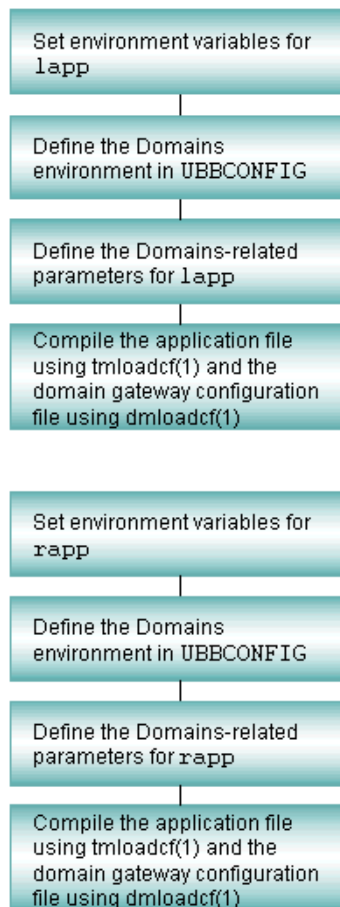 Set environment variables for
lapp
Define the Domains
environment in UBBCONFIG
Define the Domains-related
parameters for lapp
Compile the application file
using tmloadcf(1) and the
domain gateway configuration
file using dmloadcf(1)
Set environment variables for
rapp
Define the Domains
environment in UBBCONFIG
Define the Domains-related
parameters for rapp
Compile the application file
using tmloadcf(1) and the
domain gateway configuration
file using dmloadcf(1)